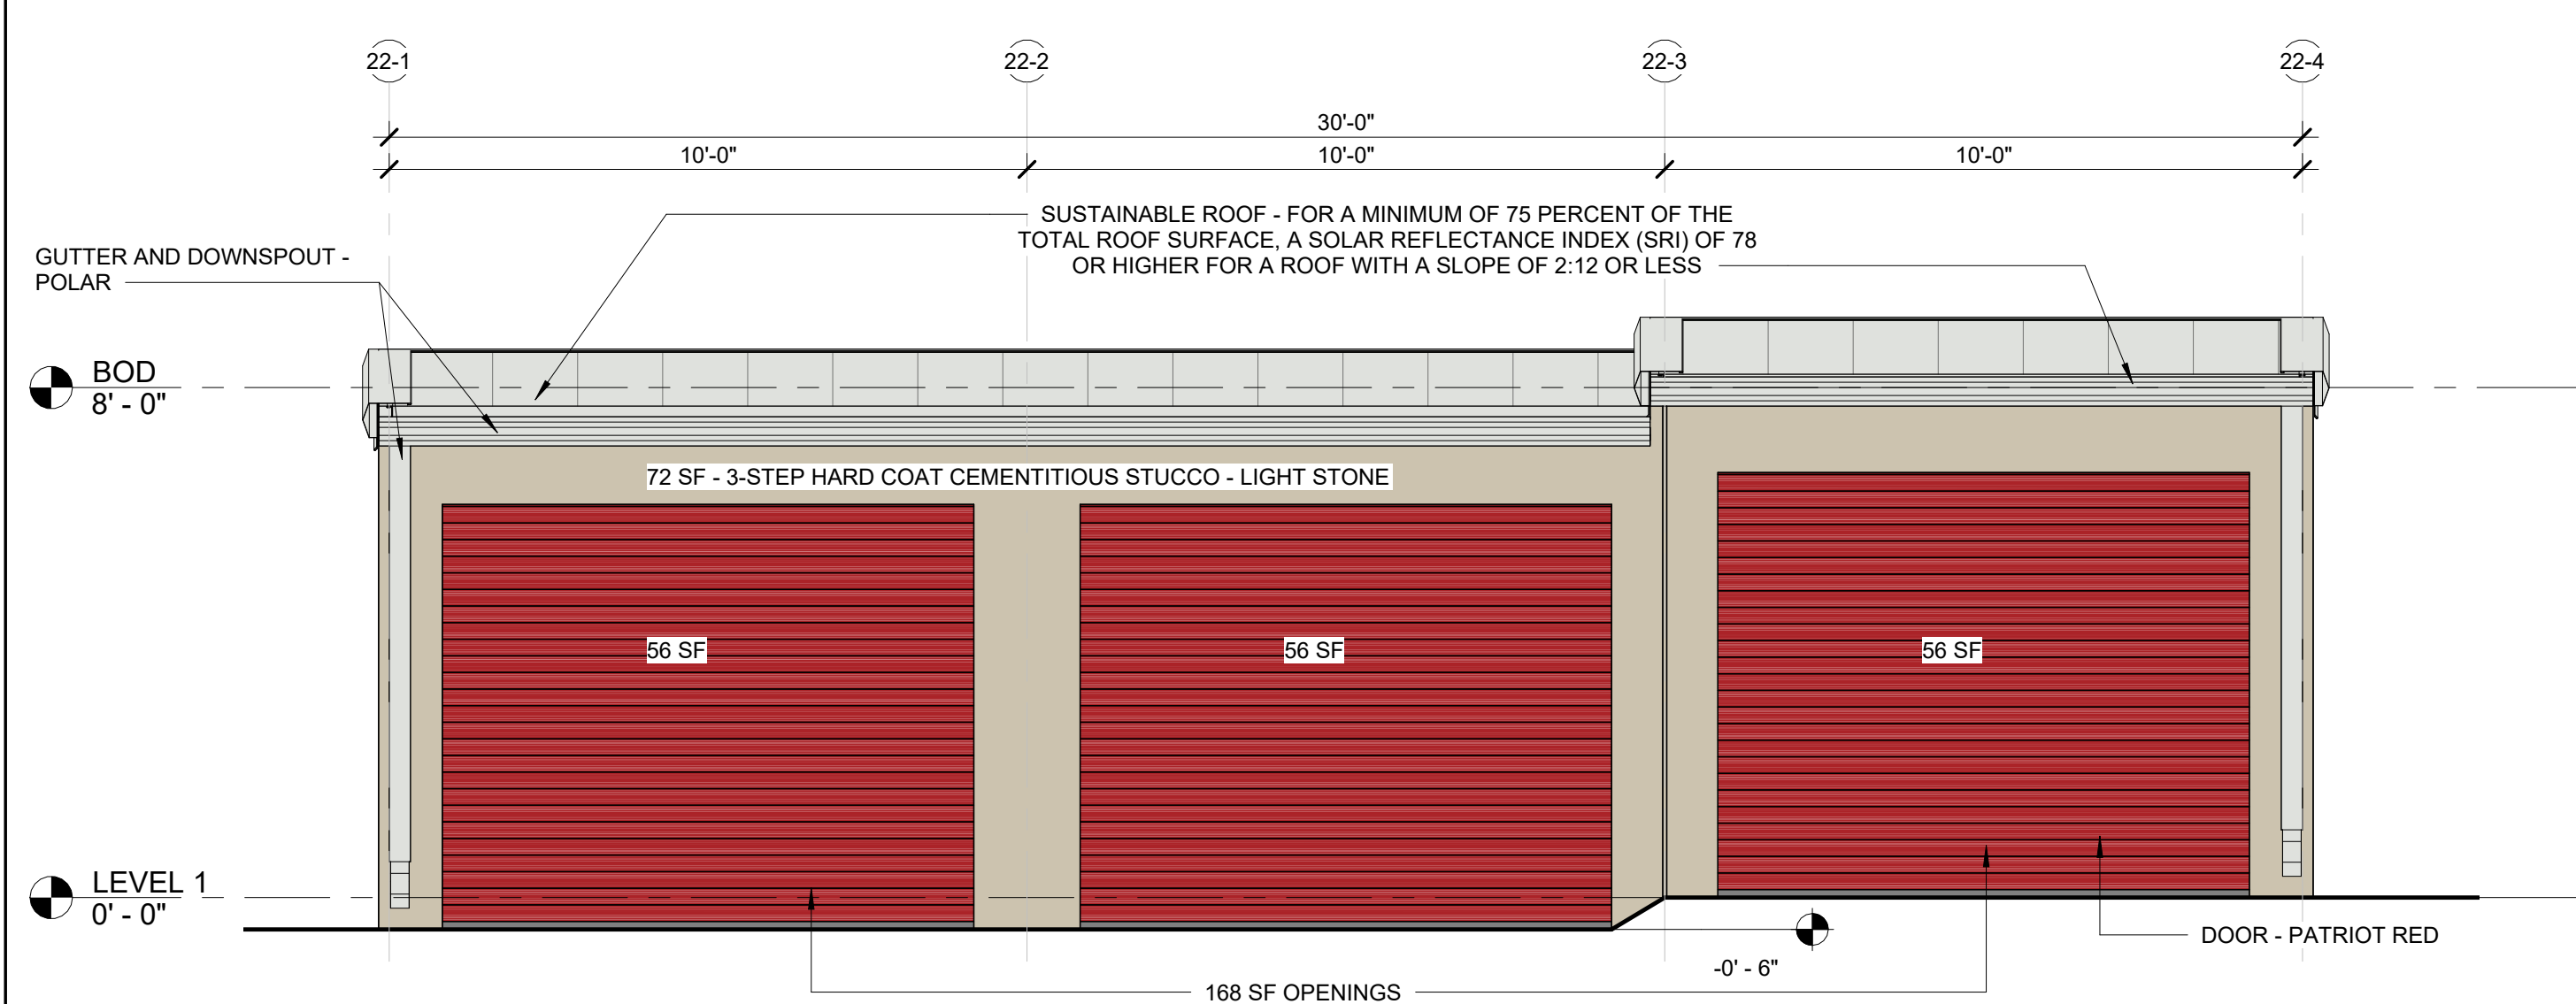 22-1
22-2
22-3
22-4
30'-0"
10'-0"
10'-0"
10'-0"
SUSTAINABLE ROOF - FOR A MINIMUM OF 75 PERCENT OF THE
TOTAL ROOF SURFACE, A SOLAR REFLECTANCE INDEX (SRI) OF 78
OR HIGHER FOR A ROOF WITH A SLOPE OF 2:12 OR LESS
GUTTER AND DOWNSPOUT -
POLAR
BOD
8' - 0"
72 SF - 3-STEP HARD COAT CEMENTITIOUS STUCCO - LIGHT STONE
56 SF
56 SF
56 SF
LEVEL 1
0' - 0"
DOOR - PATRIOT RED
-0' - 6"
168 SF OPENINGS